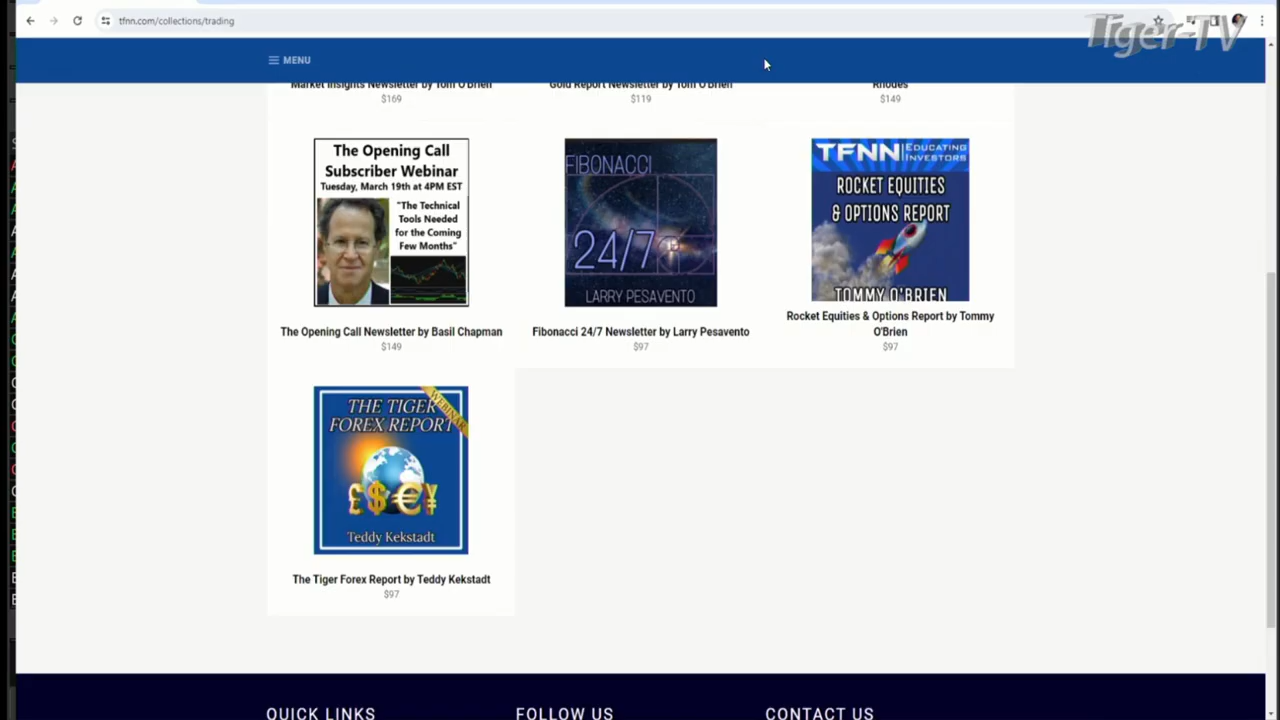 tfnn.com/collections/trading
Tiger-TV
MENU
Market Insights Newsletter by Tom O'Brien
Gold Report Newsletter by Tom O'Brien
Rhodes
$169
$119
$149
The Opening Call
Subscriber Webinar
Tuesday, March 19th at 4PM EST
"The Technical
Tools Needed
for the Coming
Few Months"
The Opening Call Newsletter by Basil Chapman
$149
FIBONACCI
24/7
LARRY PESAVENTO
Fibonacci 24/7 Newsletter by Larry Pesavento
$97
TFNN EDUCATING
INVESTORS
ROCKET EQUITIES
& OPTIONS REPORT
TOMMY O'BRIEN
Rocket Equities & Options Report by Tommy
O'Brien
$97
WEBINAR
THE TIGER
FOREX REPORT
£$€¥
Teddy Kekstadt
The Tiger Forex Report by Teddy Kekstadt
$97
QUICK LINKS
FOLLOW US
CONTACT US